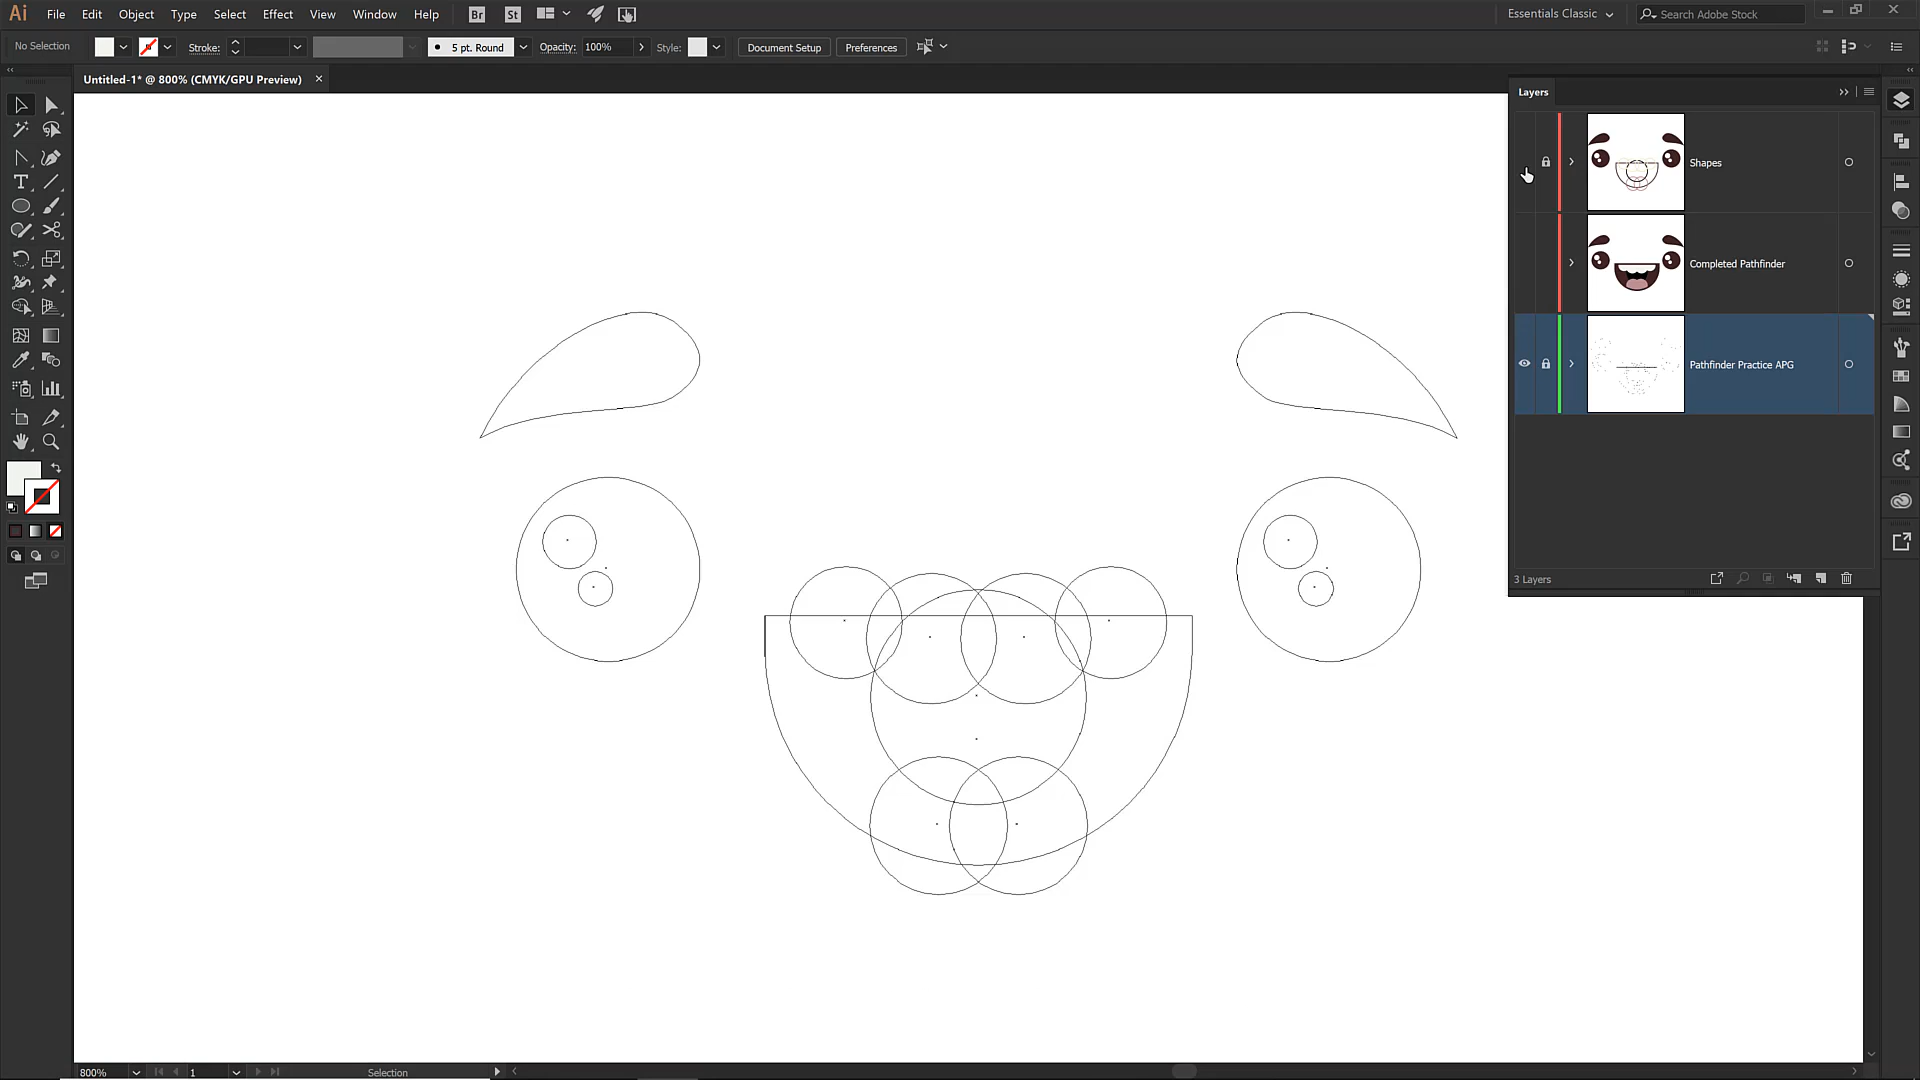 Ai File Edit Object Type Select Effect View Window Help Br St Essentials Classic Search Adobe Stock
No Selection Stroke: 5 pt. Round Opacity: 100% Style: Document Setup Preferences
Untitled-1* @ 800% (CMYK/GPU Preview)
Layers
Shapes
Completed Pathfinder
Pathfinder Practice APG
3 Layers
800% 1 Selection